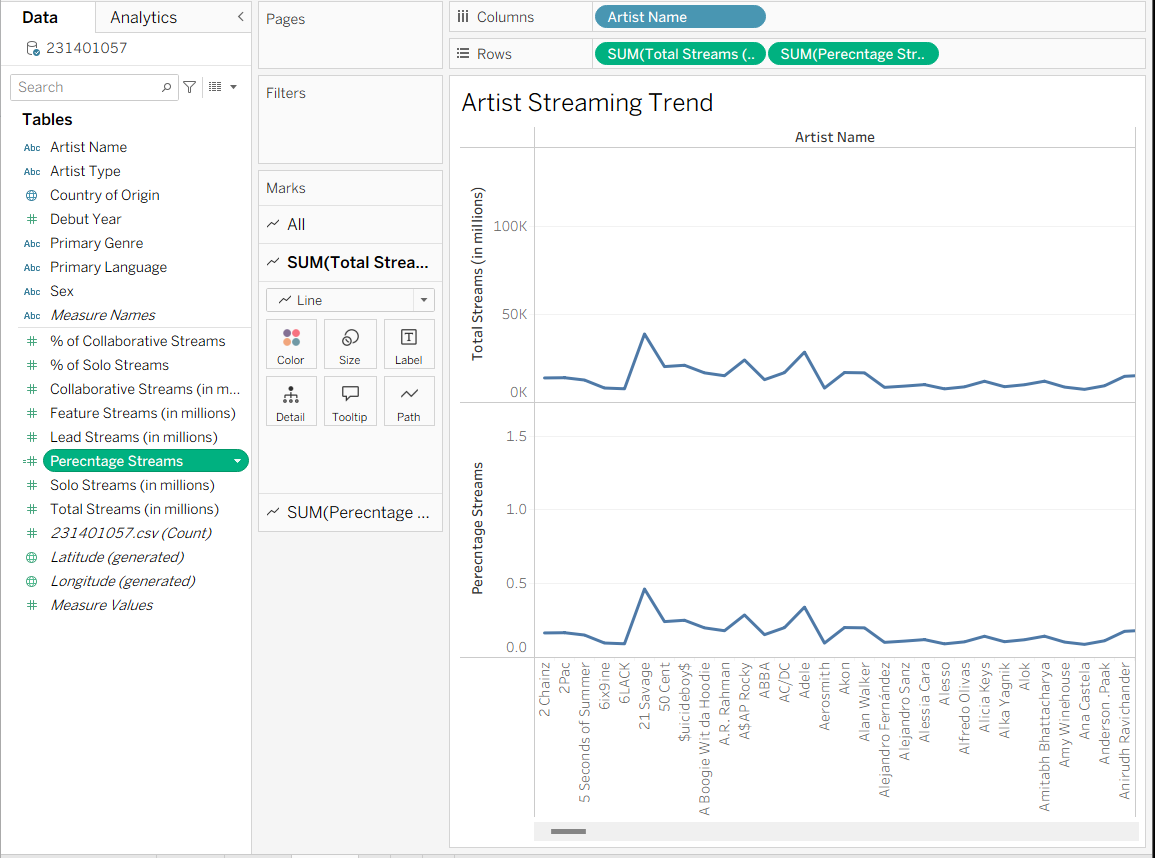 Data
Analytics
231401057
Search
Tables
Abc Artist Name
Abc Artist Type
Country of Origin
# Debut Year
Abc Primary Genre
Abc Primary Language
Abc Sex
Abc Measure Names
# % of Collaborative Streams
# % of Solo Streams
# Collaborative Streams (in m...
# Feature Streams (in millions)
# Lead Streams (in millions)
=# Perecntage Streams
# Solo Streams (in millions)
# Total Streams (in millions)
# 231401057.csv (Count)
Latitude (generated)
Longitude (generated)
# Measure Values
Pages
Filters
Marks
All
SUM(Total Strea...
Line
Color Size Label
Detail Tooltip Path
SUM(Perecntage ...
Columns Artist Name
Rows SUM(Total Streams (.. SUM(Perecntage Str..
Artist Streaming Trend
Artist Name
Total Streams (in millions)
100K
50K
0K
Perecntage Streams
1.5
1.0
0.5
0.0
2 Chainz
2Pac
5 Seconds of Summer
6ix9ine
6LACK
21 Savage
50 Cent
$uicideboy$
A Boogie Wit da Hoodie
A.R. Rahman
A$AP Rocky
ABBA
AC/DC
Adele
Aerosmith
Akon
Alan Walker
Alejandro Fernández
Alejandro Sanz
Alessia Cara
Alesso
Alfredo Olivas
Alicia Keys
Alka Yagnik
Alok
Amitabh Bhattacharya
Amy Winehouse
Ana Castela
Anderson .Paak
Anirudh Ravichander